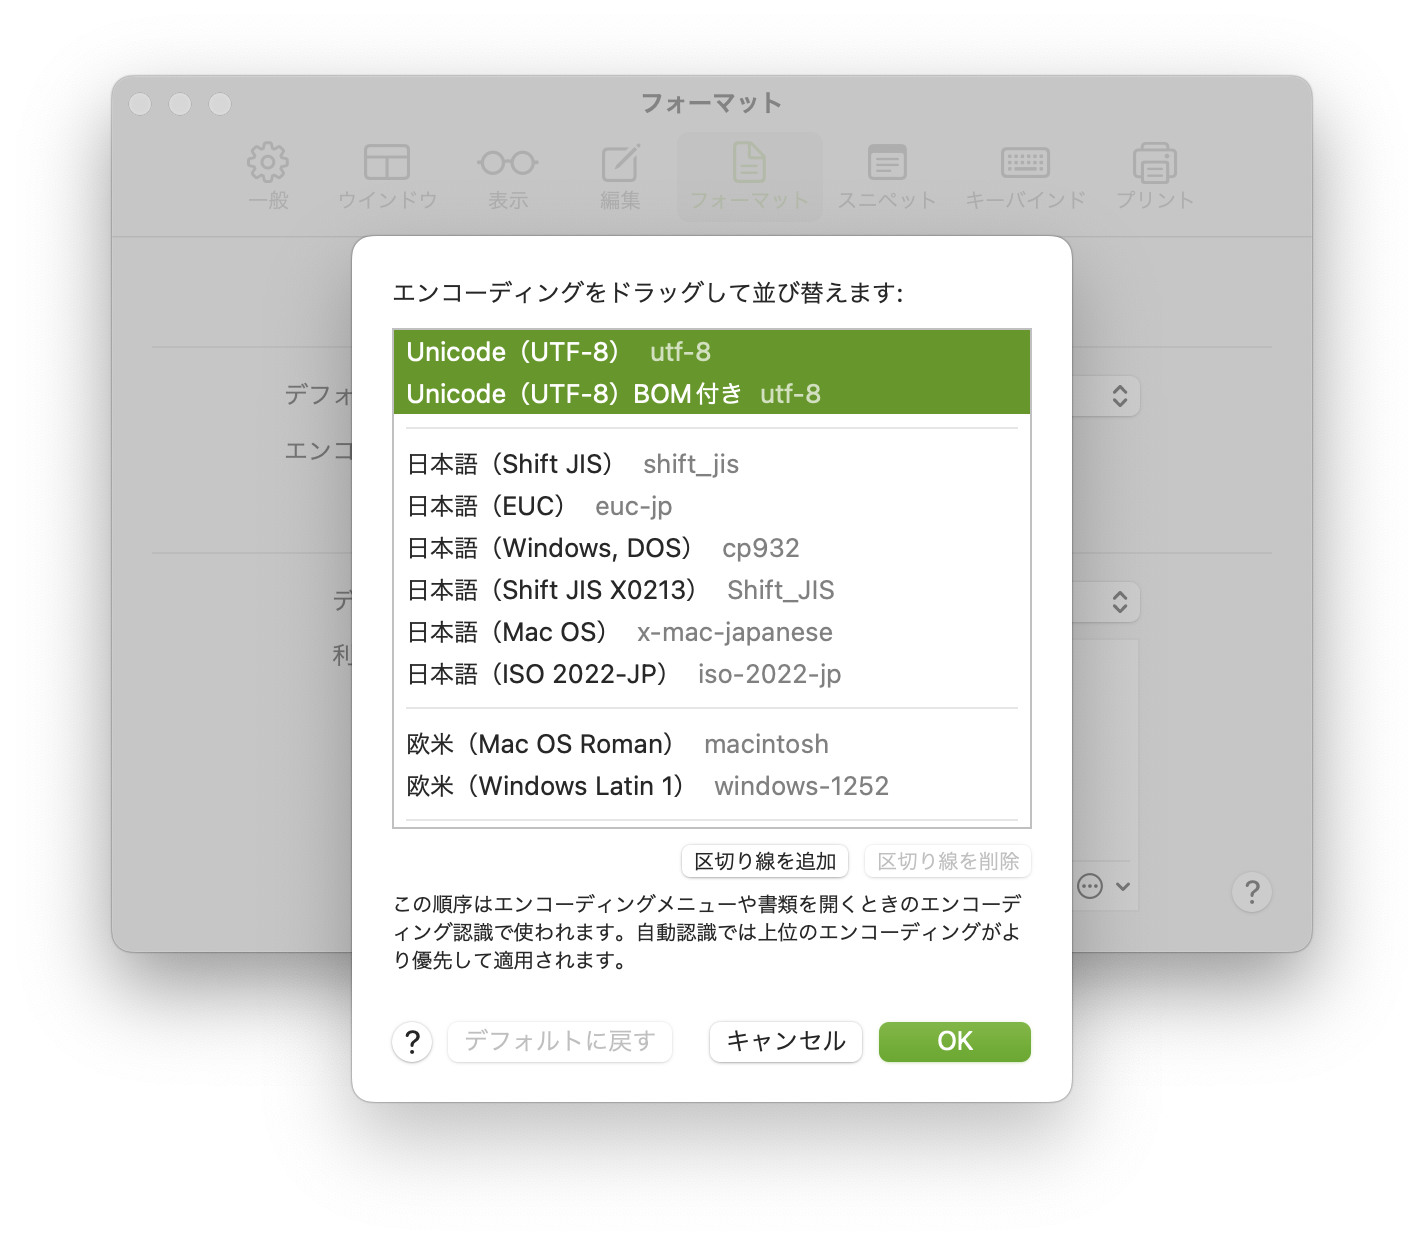 フォーマット
一般
ウインドウ
表示
編集
フォーマット
スニペット
キーバインド
プリント
エンコーディングをドラッグして並び替えます:
Unicode（UTF-8） utf-8
Unicode（UTF-8）BOM付き utf-8
日本語（Shift JIS） shift_jis
日本語（EUC） euc-jp
日本語（Windows, DOS） cp932
日本語（Shift JIS X0213） Shift_JIS
日本語（Mac OS） x-mac-japanese
日本語（ISO 2022-JP） iso-2022-jp
欧米（Mac OS Roman） macintosh
欧米（Windows Latin 1） windows-1252
区切り線を追加
区切り線を削除
この順序はエンコーディングメニューや書類を開くときのエンコーデ
ィング認識で使われます。自動認識では上位のエンコーディングがよ
り優先して適用されます。
?
デフォルトに戻す
キャンセル
OK
デフォ
エンコ
デ
利
?